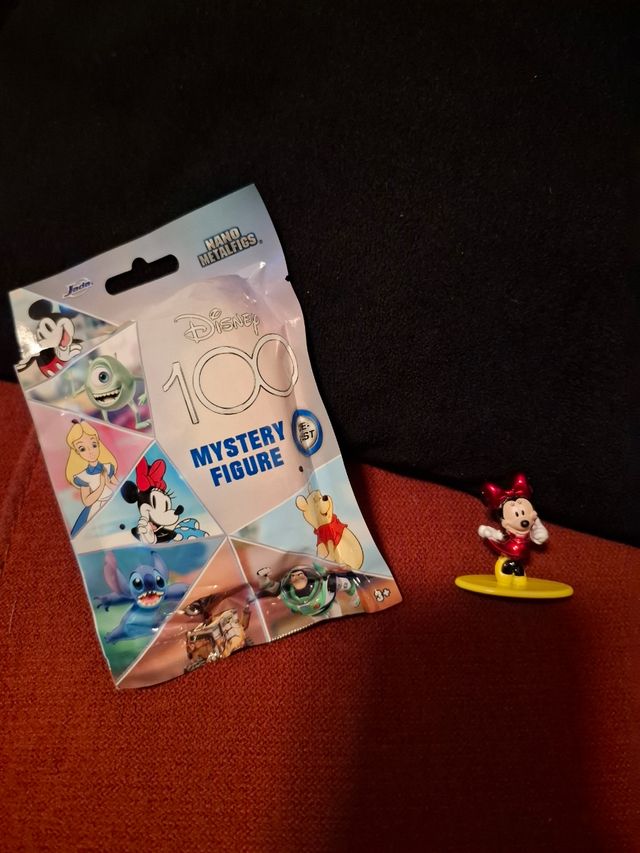 NANO
METALFIGS®
Jada
Disney
100
MYSTERY
FIGURE
3+